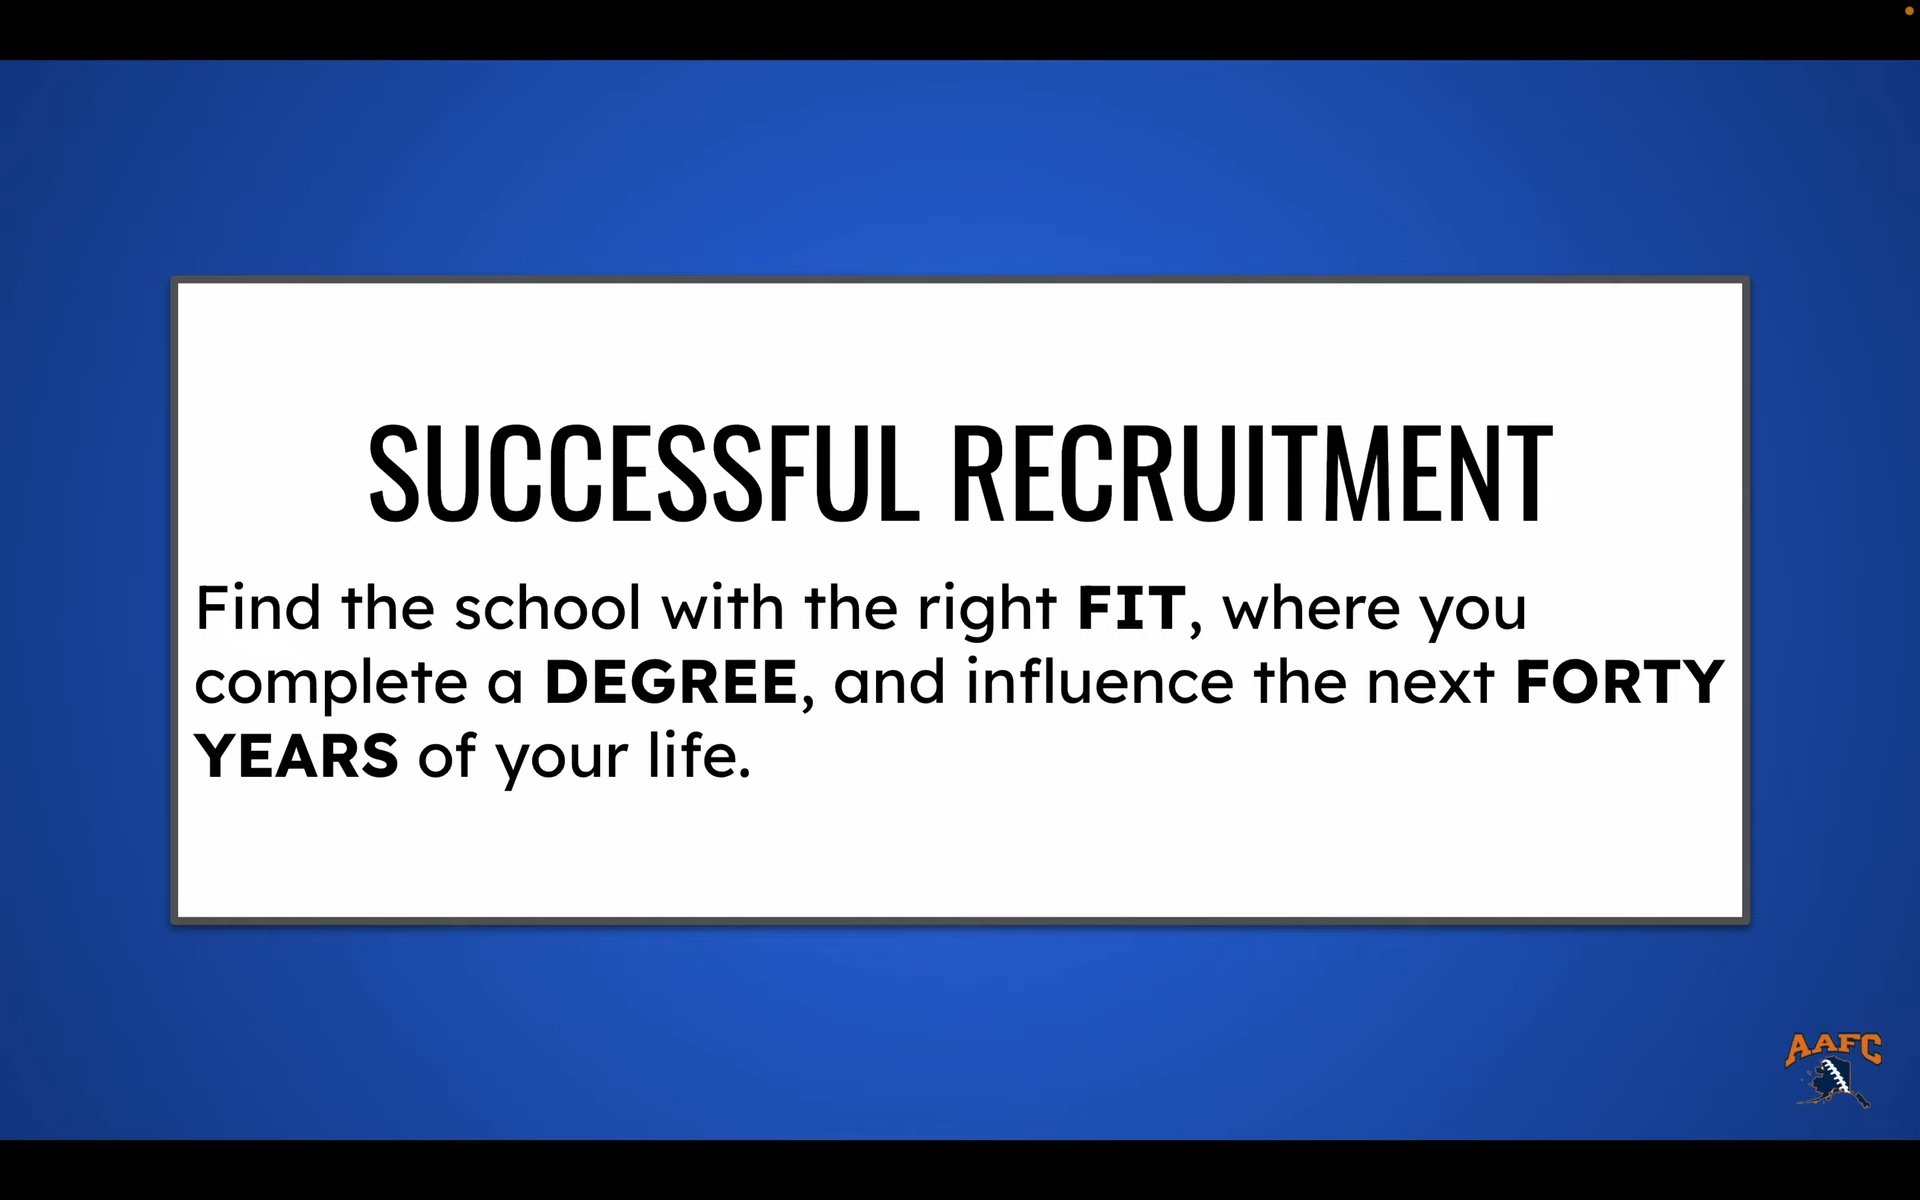 SUCCESSFUL RECRUITMENT
Find the school with the right FIT, where you
complete a DEGREE, and influence the next FORTY
YEARS of your life.
AAFC